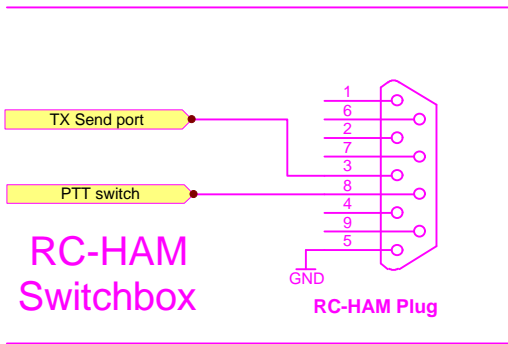 1
6
TX Send port
2
7
3
PTT switch
8
4
9
RC-HAM
Switchbox
5
GND
RC-HAM Plug